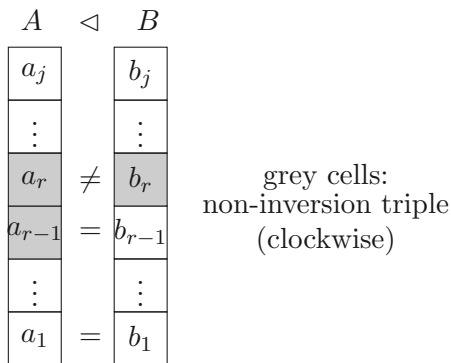 A ⊲ B
a_j b_j
⋮ ⋮
a_r ≠ b_r
a_{r−1} = b_{r−1}
⋮ ⋮
a_1 = b_1
grey cells:
non-inversion triple
(clockwise)